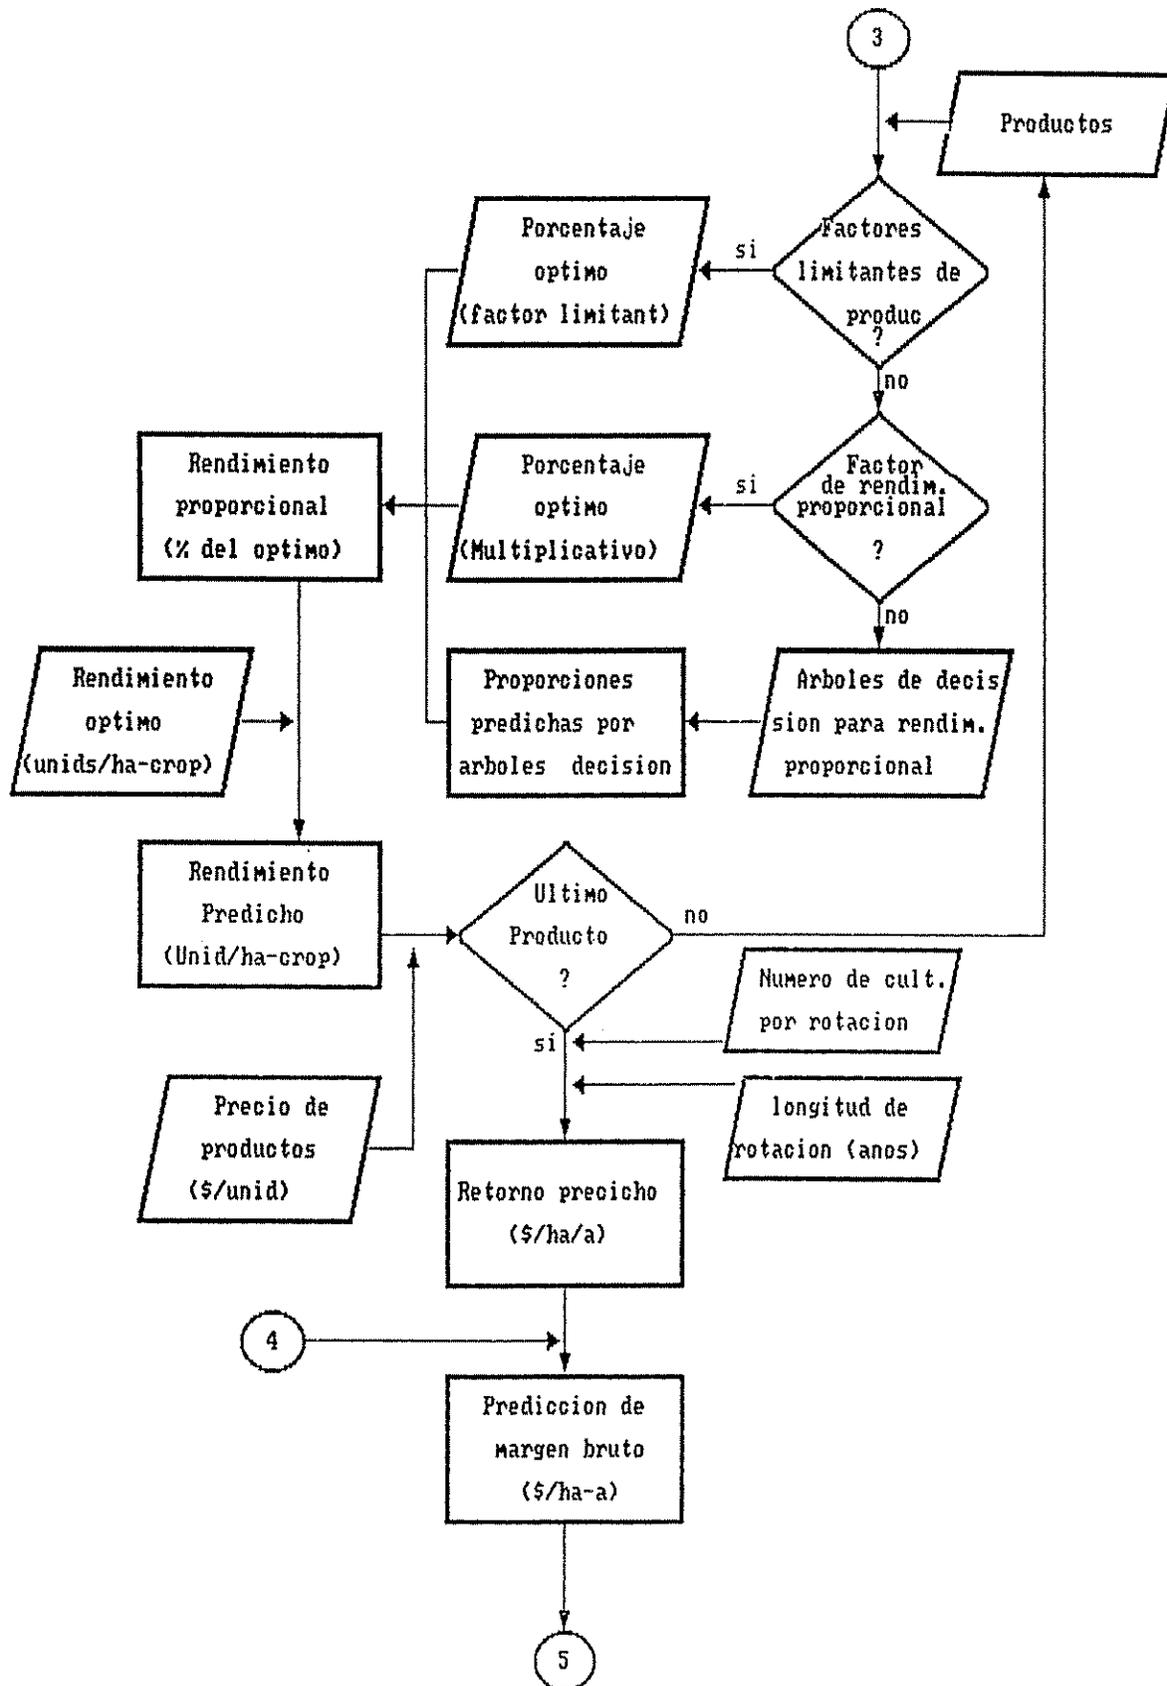 3
Productos
Factores
limitantes de
produc
?
si
Porcentaje
optimo
(factor limitant)
no
Factor
de rendim.
proporcional
?
si
Porcentaje
optimo
(Multiplicativo)
Rendimiento
proporcional
(% del optimo)
no
Arboles de decis
sion para rendim.
proporcional
Proporciones
predichas por
arboles decision
Rendimiento
optimo
(unids/ha-crop)
Rendimiento
Predicho
(Unid/ha-crop)
Ultimo
Producto
?
no
si
Numero de cult.
por rotacion
longitud de
rotacion (anos)
Precio de
productos
($/unid)
Retorno precicho
($/ha/a)
4
Prediccion de
margen bruto
($/ha-a)
5